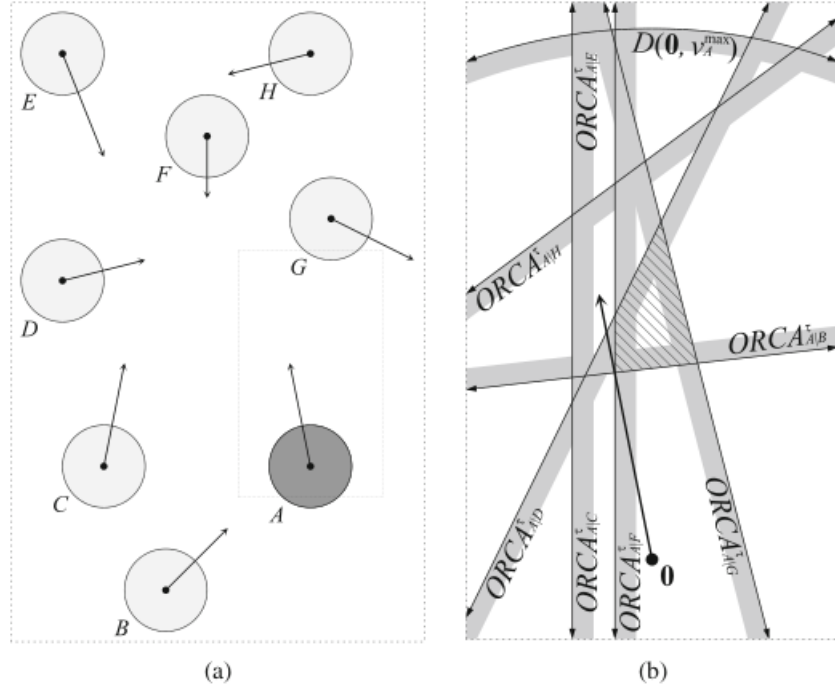 E
H
F
G
D
C
A
B
(a)
D(0, v_A^max)
ORCA^τ_A|E
ORCA^τ_A|H
ORCA^τ_A|B
ORCA^τ_A|D
ORCA^τ_A|C
ORCA^τ_A|F
ORCA^τ_A|G
0
(b)